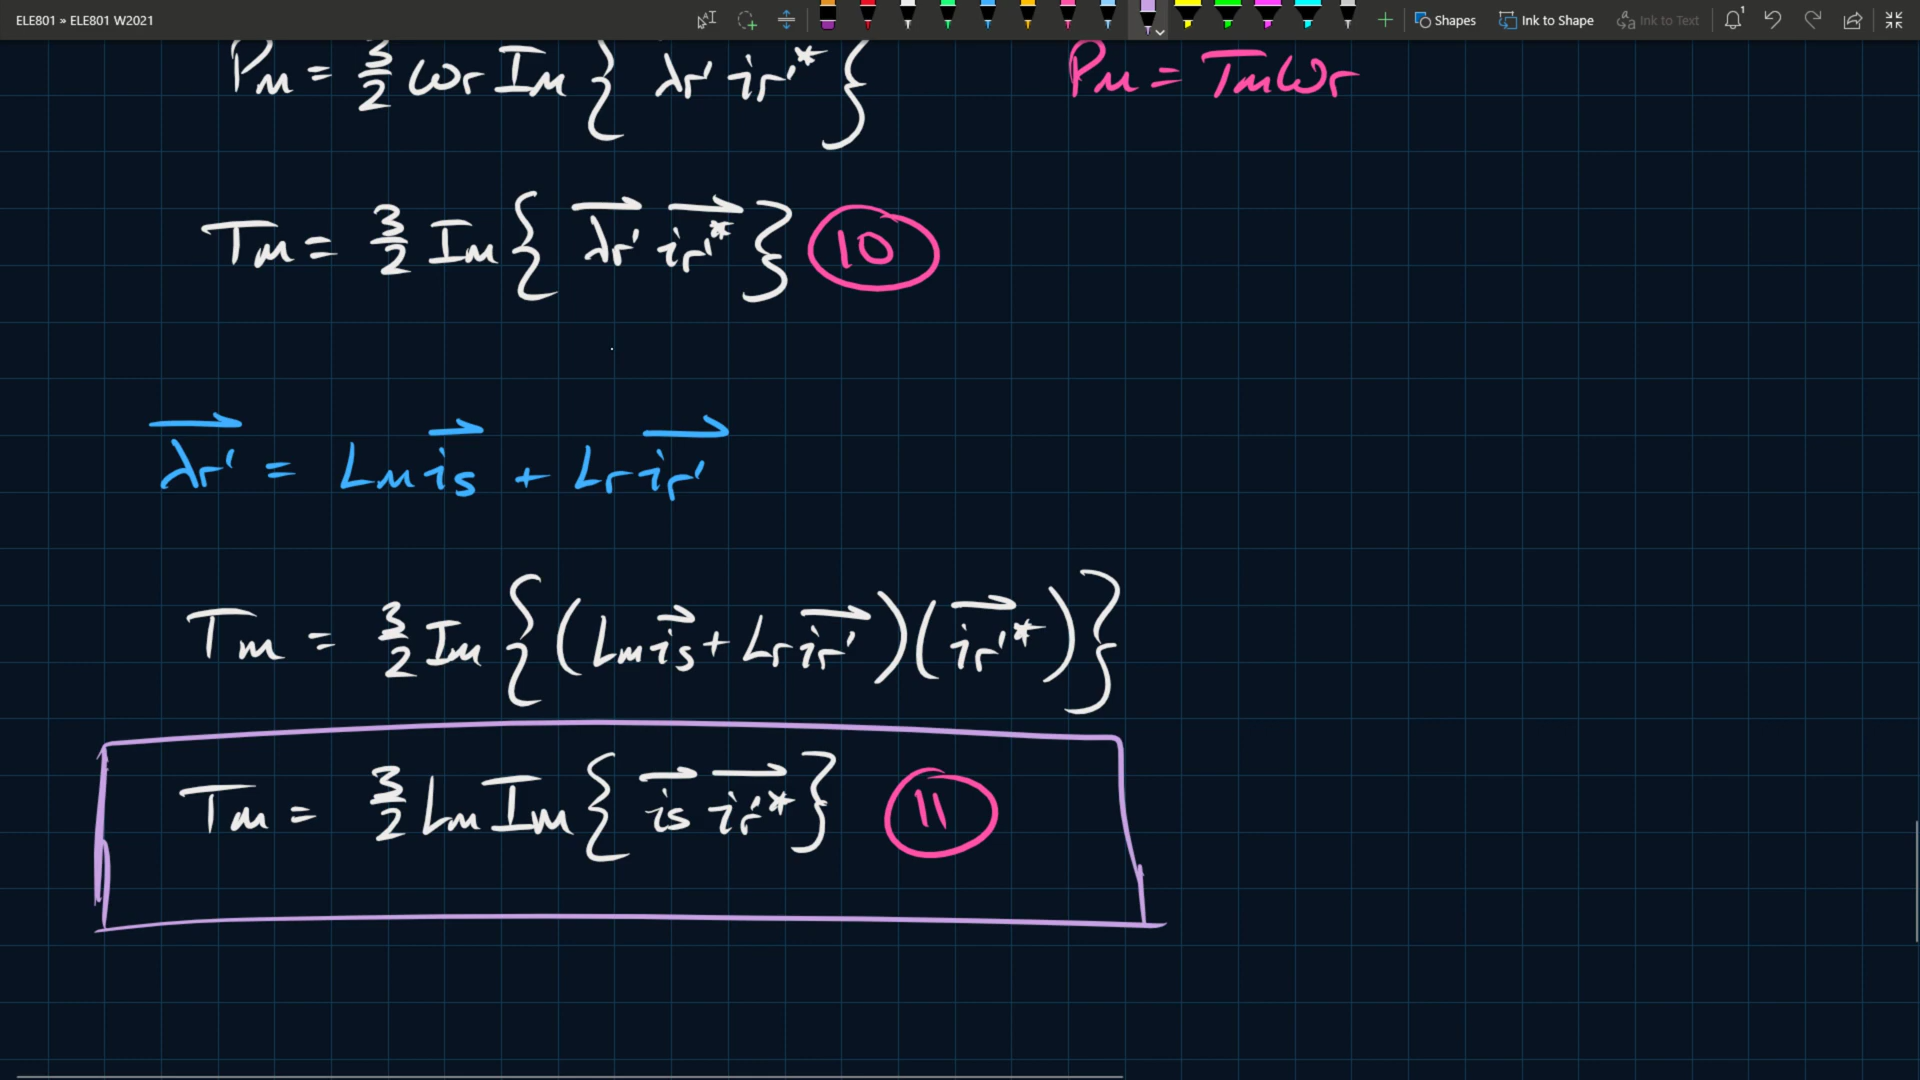 ELE801 » ELE801 W2021
Shapes Ink to Shape Ink to Text 1
Pm = 3/2 ωr Im { λr' ir'* } Pm = Tmωr
Tm = 3/2 Im { λr' ir'* } 10
λr' = Lm is + Lr ir'
Tm = 3/2 Im { (Lm is + Lr ir') (ir'*) }
Tm = 3/2 Lm Im { is ir'* } 11